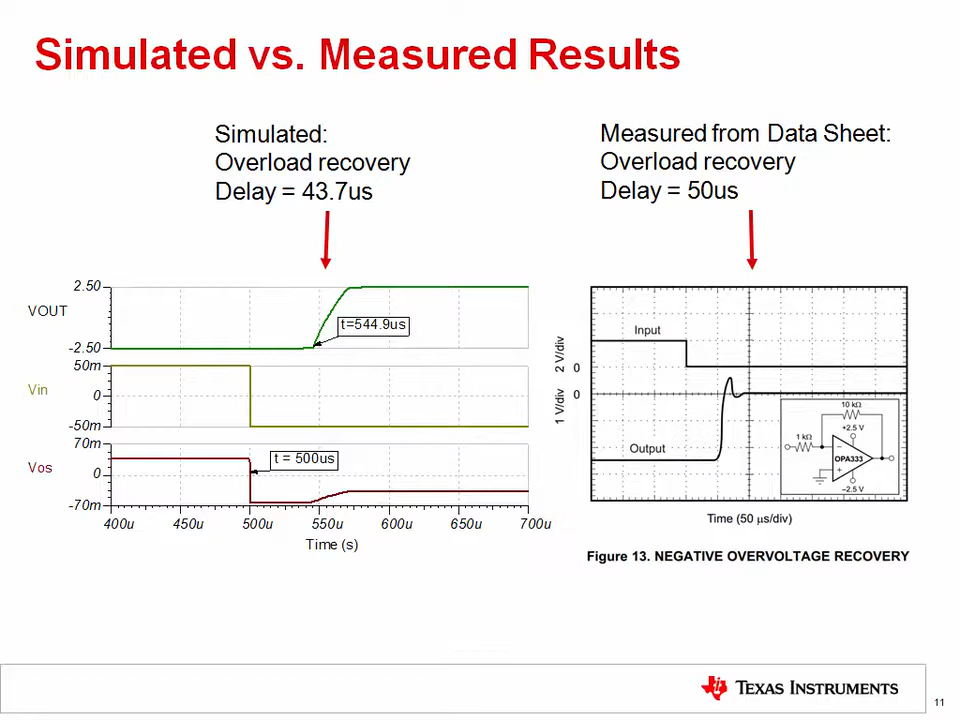 Simulated vs. Measured Results
Simulated:
Overload recovery
Delay = 43.7us
Measured from Data Sheet:
Overload recovery
Delay = 50us
2.50
VOUT
t=544.9us
-2.50
50m
Vin
0
-50m
70m
Vos
t = 500us
0
-70m
400u 450u 500u 550u 600u 650u 700u
Time (s)
2 V/div
0
1 V/div
0
Input
Output
10 kΩ
+2.5 V
1 kΩ
−
OPA333
+
−2.5 V
Time (50 µs/div)
Figure 13. NEGATIVE OVERVOLTAGE RECOVERY
TEXAS INSTRUMENTS
11